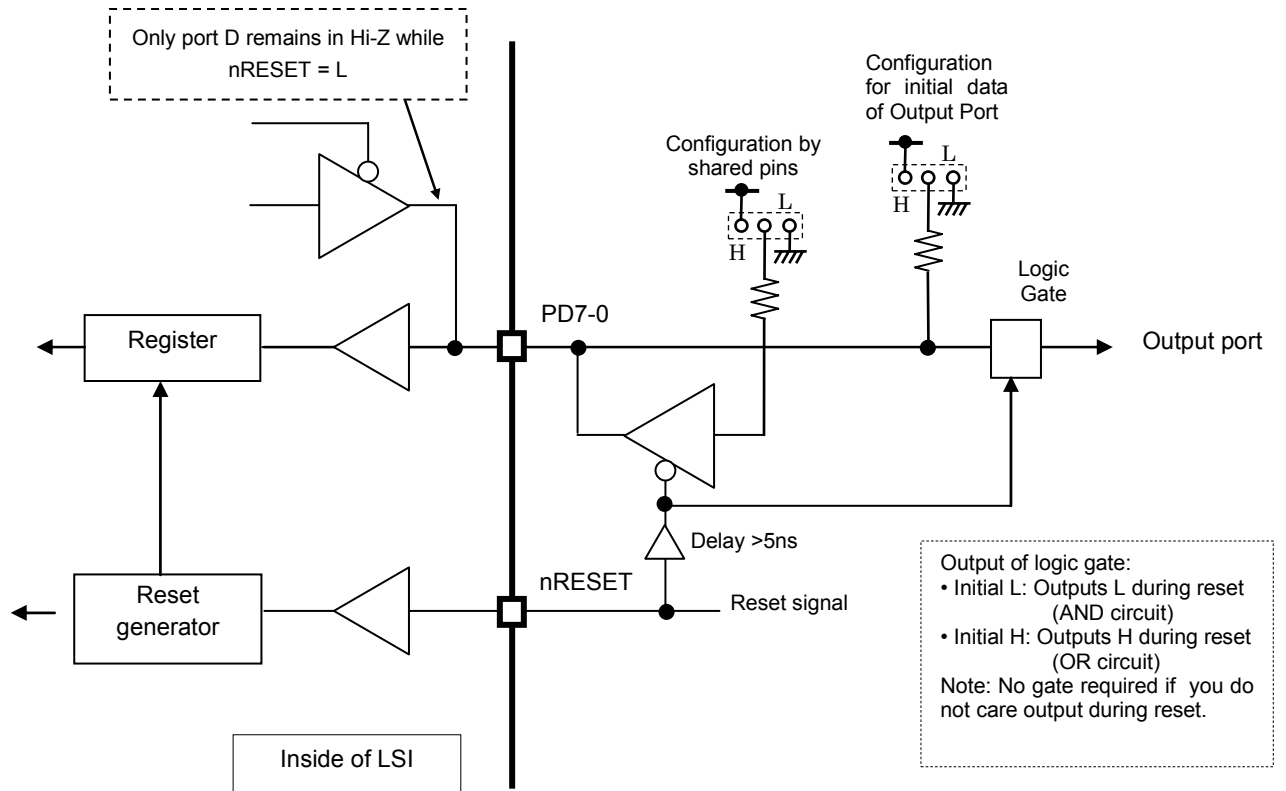 Only port D remains in Hi-Z while
nRESET = L
Configuration
for initial data
of Output Port
L
H
Configuration by
shared pins
L
H
Logic
Gate
PD7-0
Register
Output port
Delay >5ns
nRESET
Reset signal
Reset
generator
Output of logic gate:
• Initial L: Outputs L during reset
(AND circuit)
• Initial H: Outputs H during reset
(OR circuit)
Note: No gate required if you do
not care output during reset.
Inside of LSI